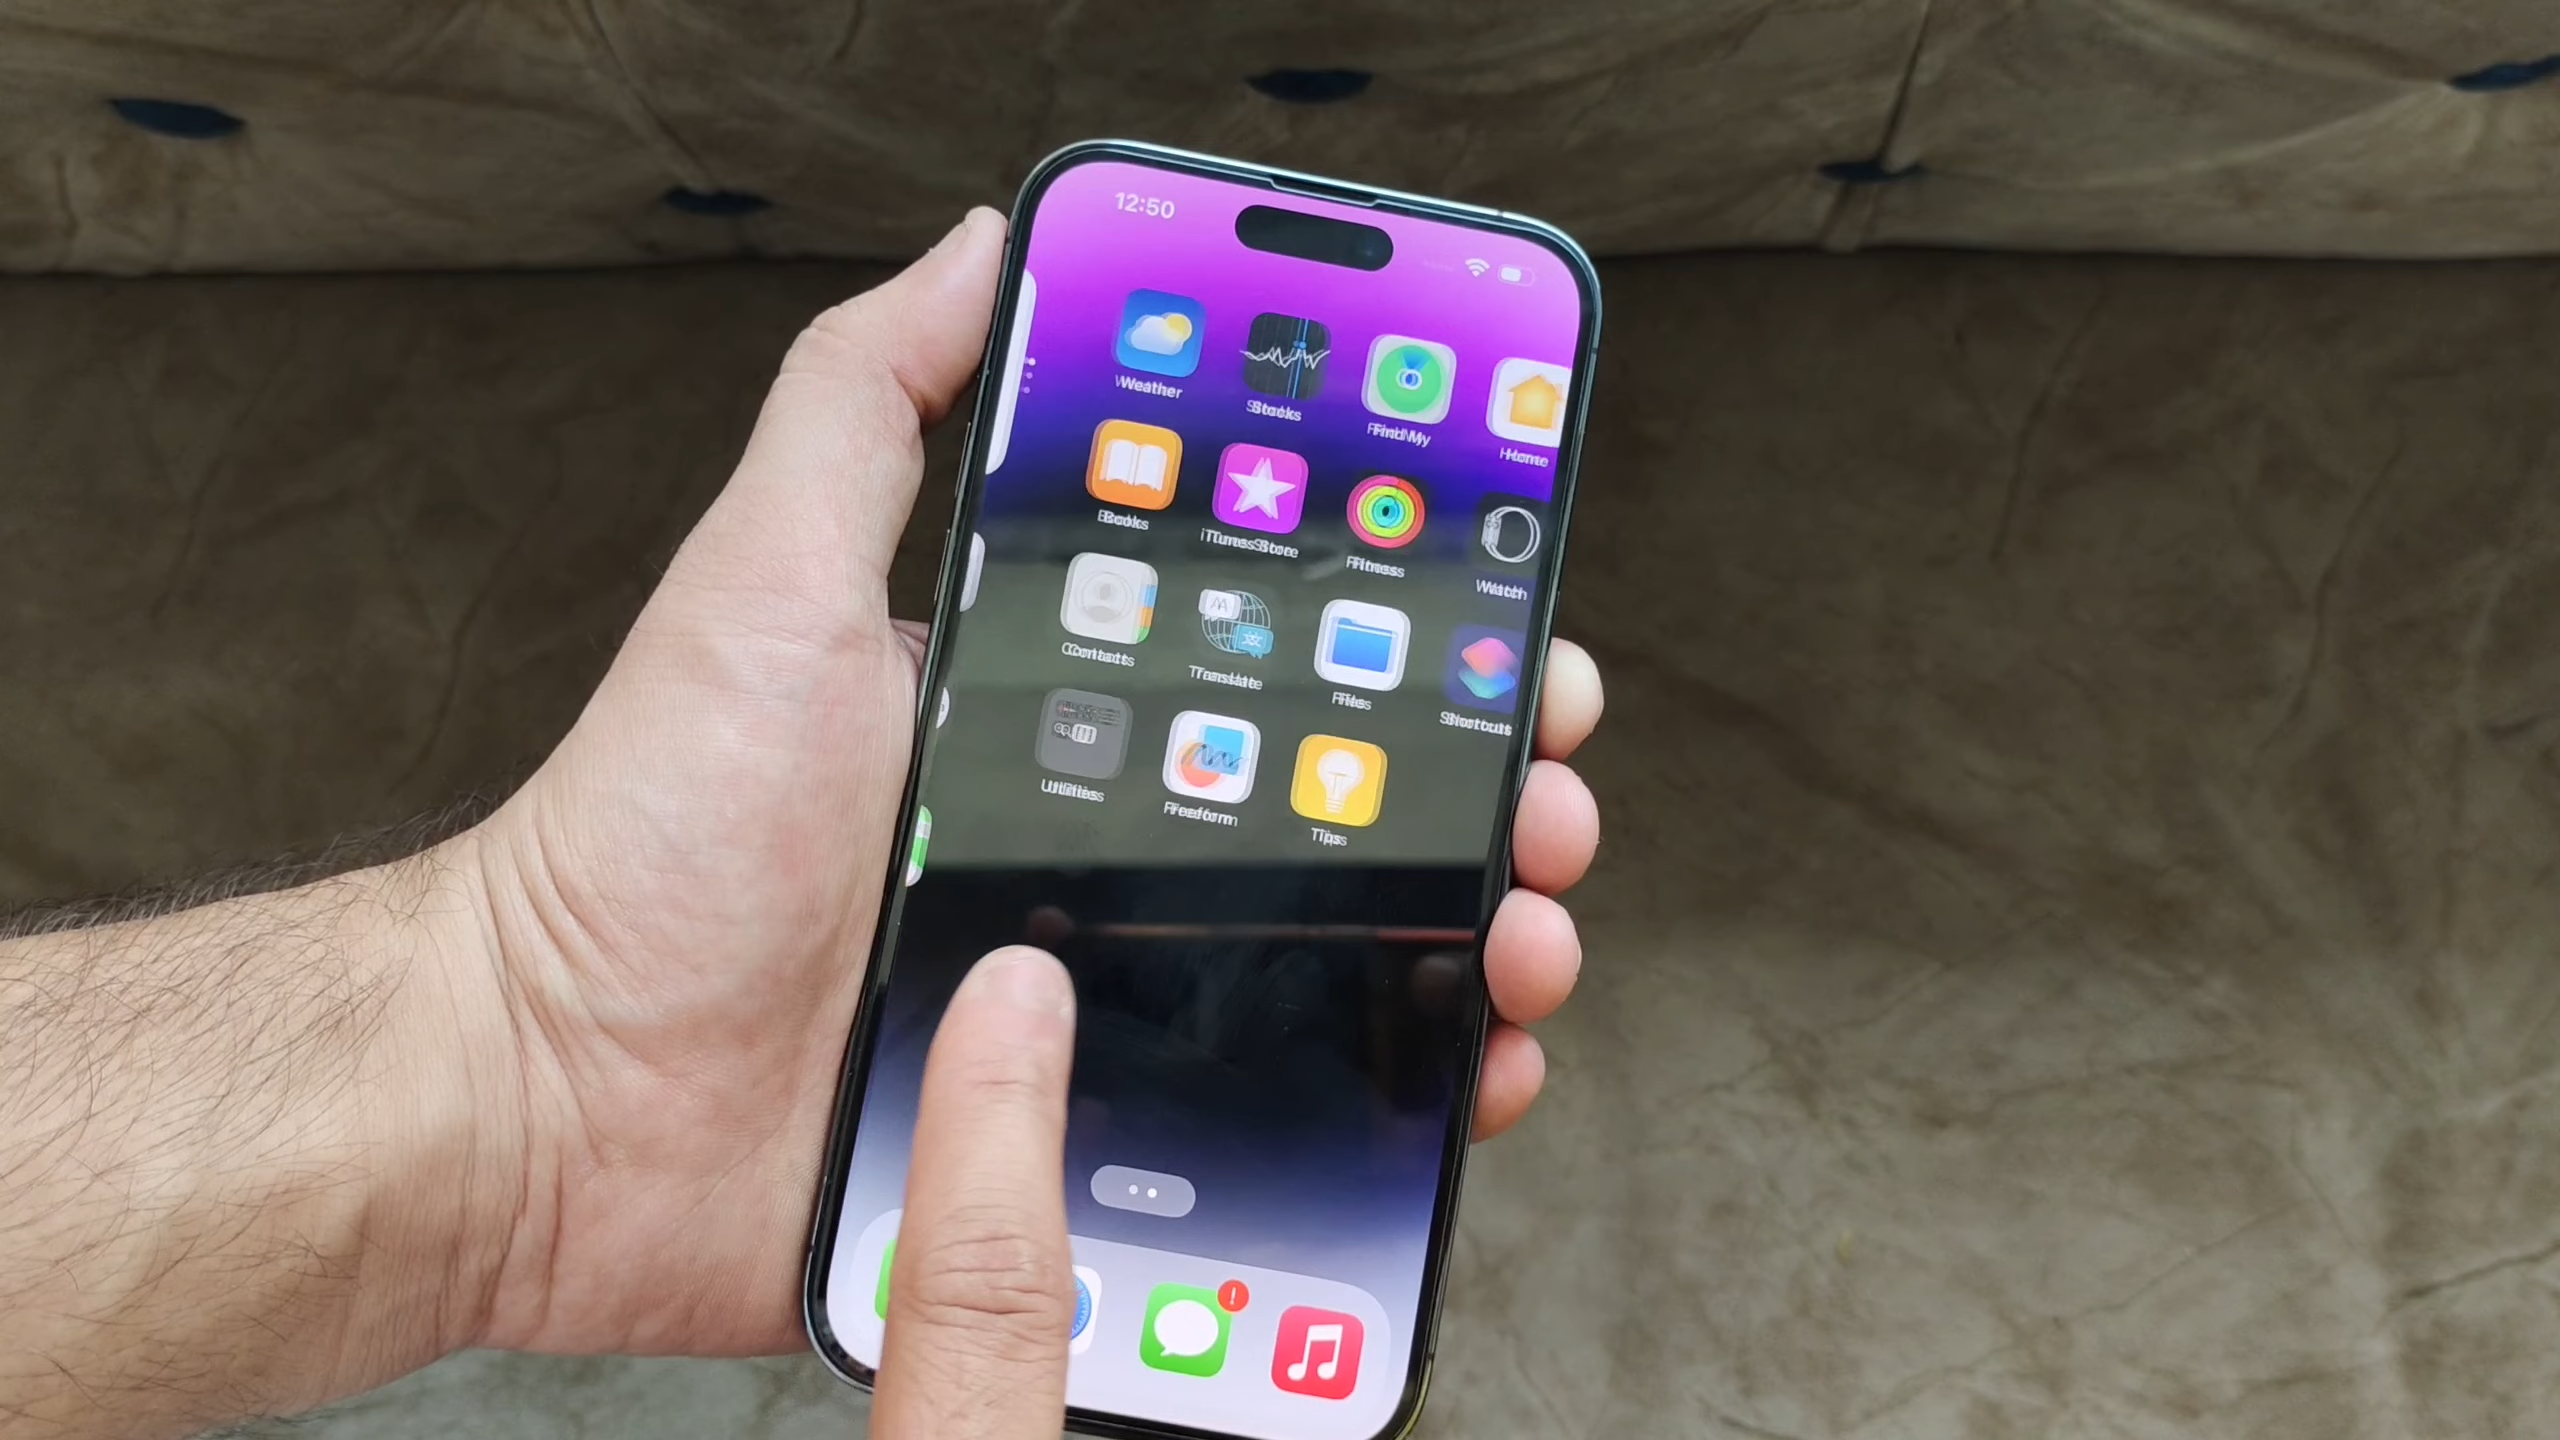 12:50
Weather
Stocks
Find My
Home
Books
iTunes Store
Fitness
Watch
Contacts
Translate
Files
Shortcuts
Utilities
Freeform
Tips
!